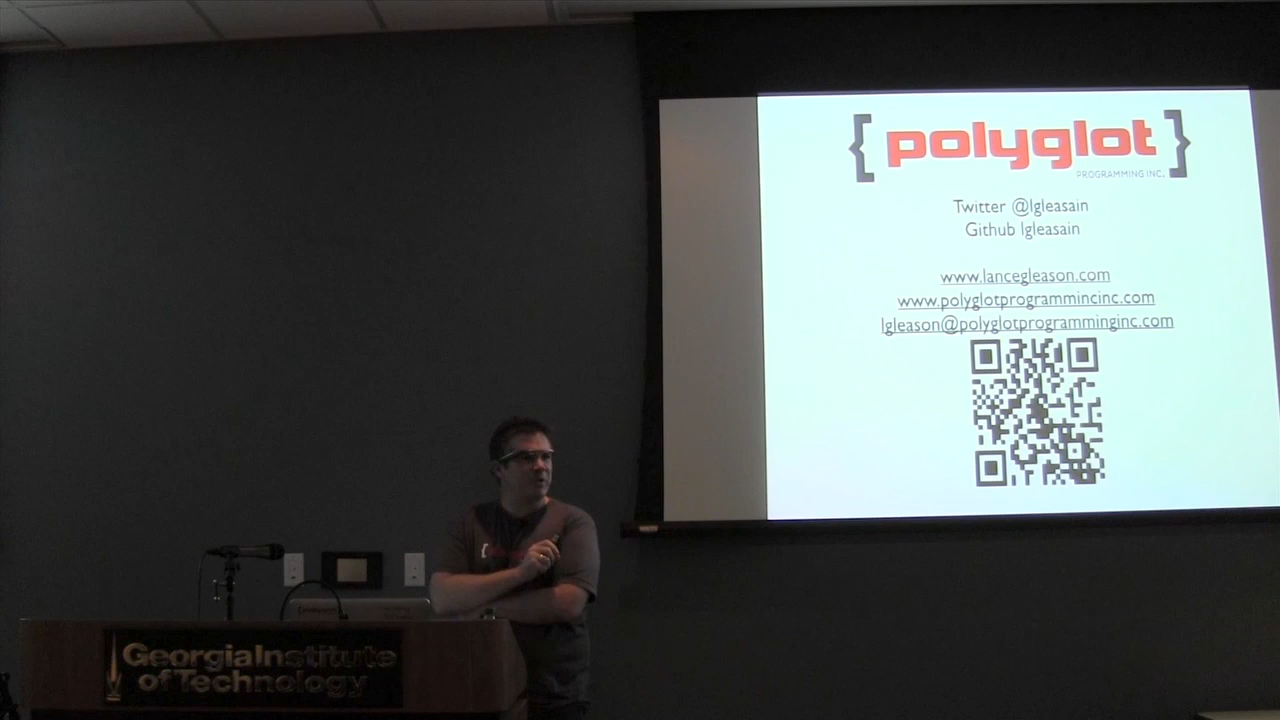 { polyglot }
PROGRAMMING INC.
Twitter @lgleasain
Github lgleasain
www.lancegleason.com
www.polyglotprogrammincinc.com
lgleason@polyglotprogramminginc.com
GeorgiaInstitute
ofTechnology